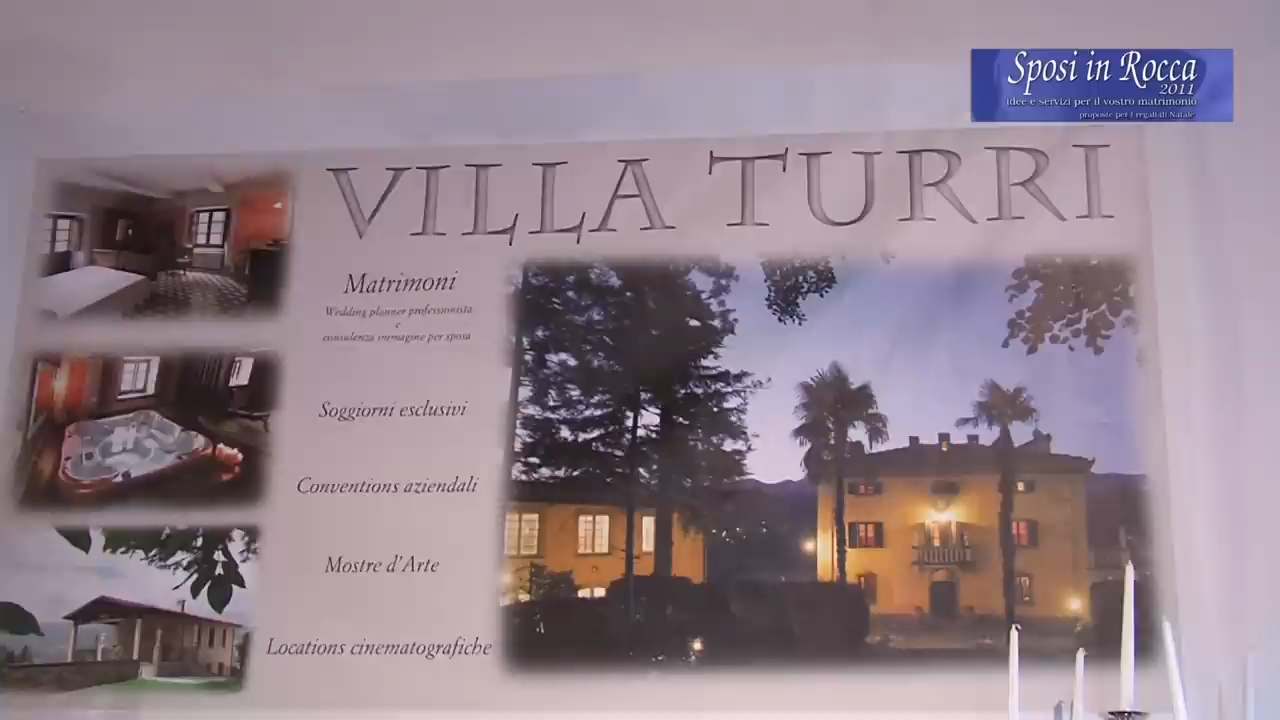 Sposi in Rocca
2011
idee e servizi per il vostro matrimonio
proposte per i regali di Natale
VILLA TURRI
Matrimoni
Wedding planner professionista
e
consulenza immagine per sposa
Soggiorni esclusivi
Conventions aziendali
Mostre d'Arte
Locations cinematografiche